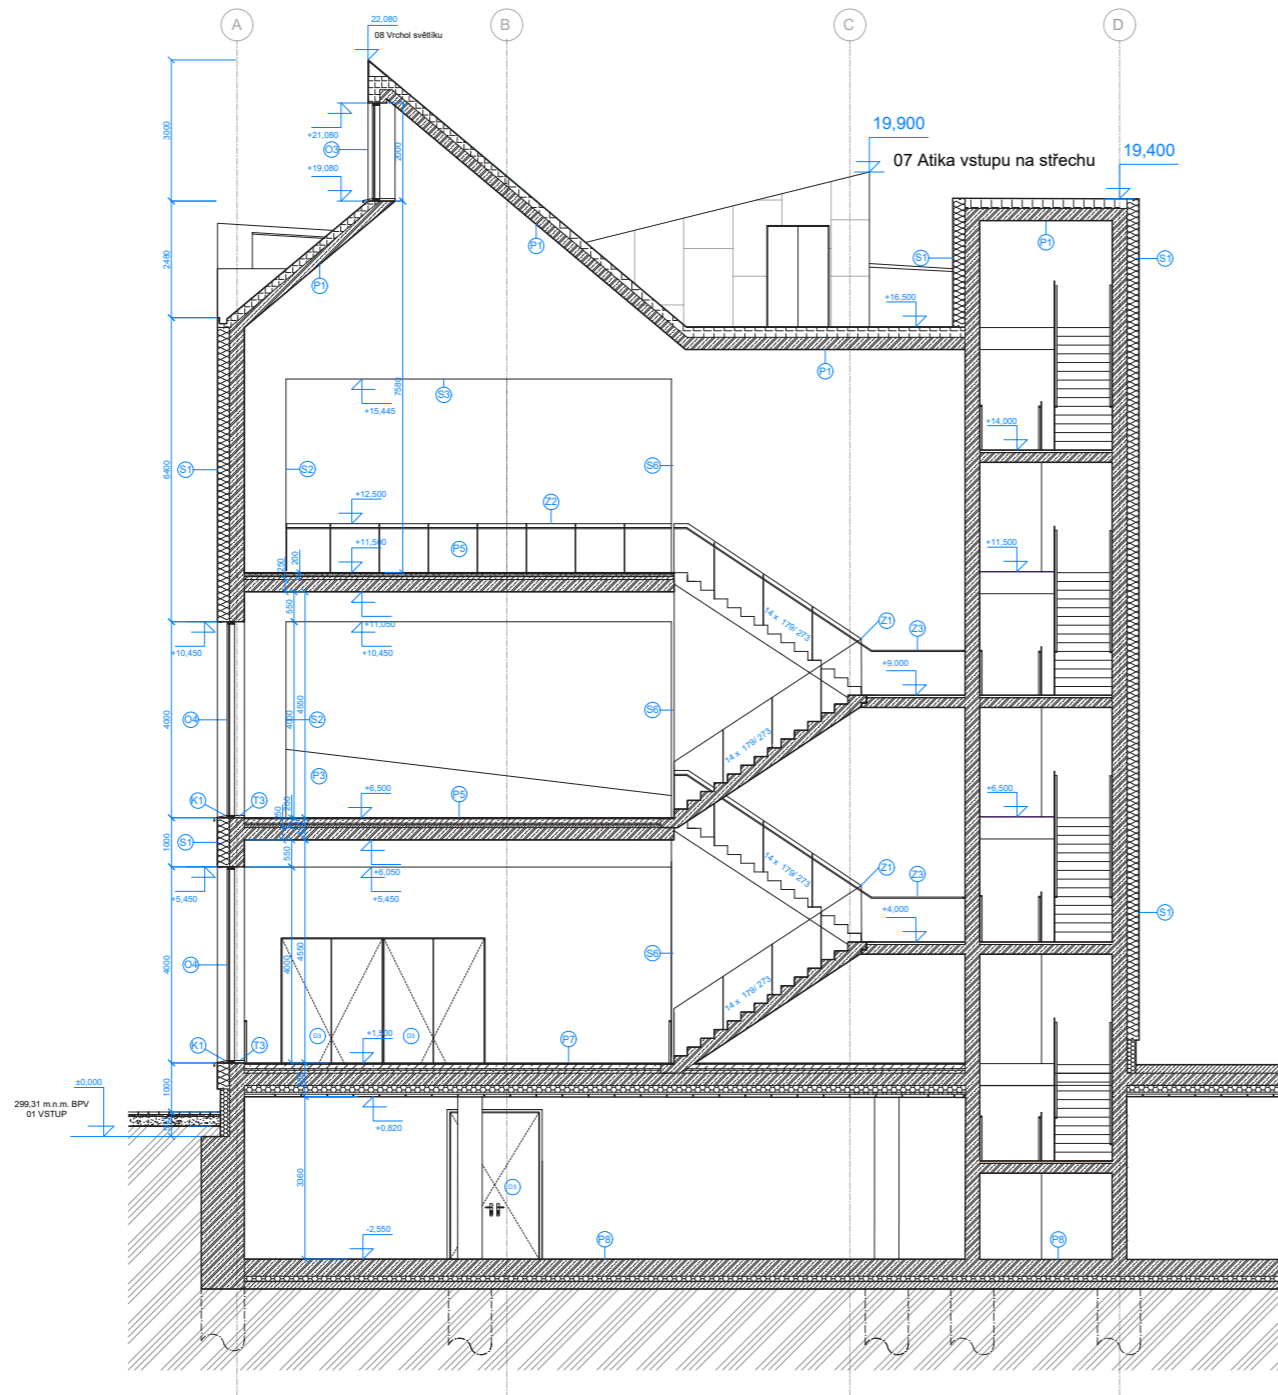 A
B
C
D
22,080
08 Vrchol světlíku
19,900
07 Atika vstupu na střechu
19,400
3000
+21,080
O3
+19,080
2000
P1
P1
S1
S1
2480
P1
+16,500
P1
S3
+15,445
7580
+14,000
6400
S1
S2
S6
+12,500
Z2
+11,500
P5
+11,500
250
200
550
14 x 179/ 273
+11,050
+10,450
+10,450
Z1
Z3
+9,000
4000
O4
4000
4550
S2
S6
14 x 179/ 273
P3
+6,500
P5
+6,500
K1
T3
200
1000
S1
550
14 x 179/ 273
+6,050
+5,450
+5,450
Z1
Z3
+4,000
S1
4000
O4
4000
4550
S6
14 x 179/ 273
D3
D3
+1,500
P7
K1
T3
±0,000
1000
299,31 m.n.m. BPV
01 VSTUP
+0,820
3360
D3
-2,550
P8
P8